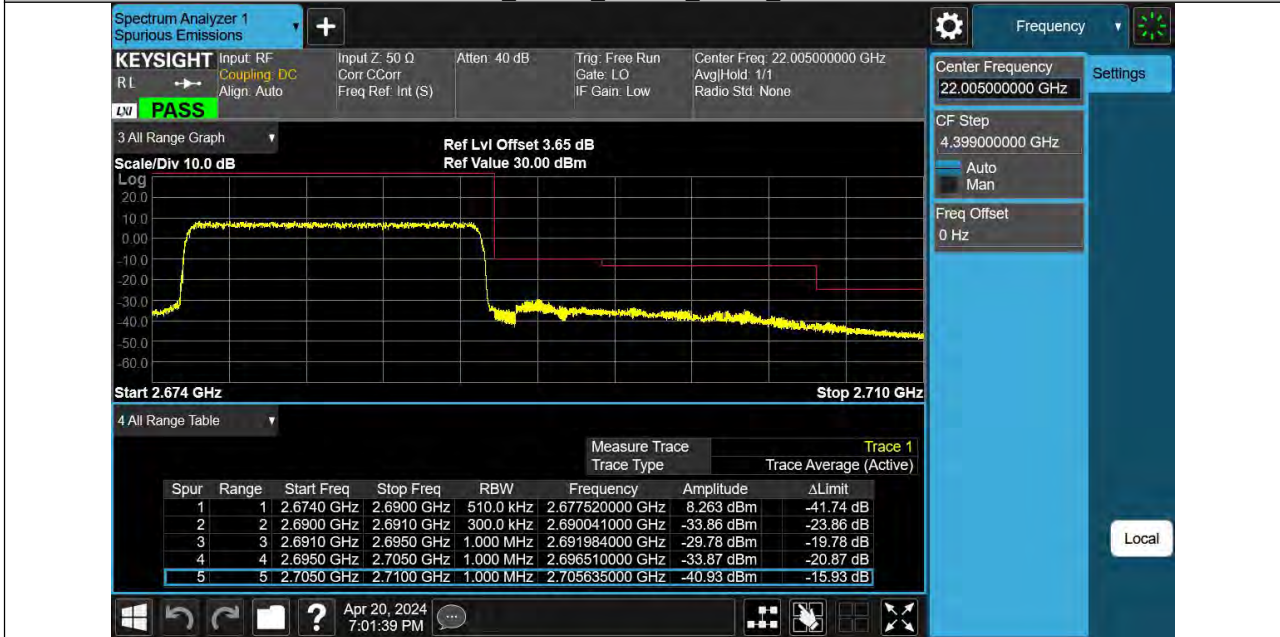 Spectrum Analyzer 1
Spurious Emissions
+
Frequency
KEYSIGHT
R L
LXI
PASS
Input: RF
Coupling: DC
Align: Auto
Input Z: 50 Ω
Corr CCorr
Freq Ref: Int (S)
Atten: 40 dB
Trig: Free Run
Gate: LO
IF Gain: Low
Center Freq: 22.005000000 GHz
Avg|Hold: 1/1
Radio Std: None
Center Frequency
22.005000000 GHz
Settings
CF Step
4.399000000 GHz
Auto
Man
Freq Offset
0 Hz
3 All Range Graph
Ref Lvl Offset 3.65 dB
Scale/Div 10.0 dB
Ref Value 30.00 dBm
Log
20.0
10.0
0.00
-10.0
-20.0
-30.0
-40.0
-50.0
-60.0
Start 2.674 GHz
Stop 2.710 GHz
4 All Range Table
Measure Trace Trace 1
Trace Type Trace Average (Active)
Spur Range Start Freq Stop Freq RBW Frequency Amplitude ΔLimit
1 1 2.6740 GHz 2.6900 GHz 510.0 kHz 2.677520000 GHz 8.263 dBm -41.74 dB
2 2 2.6900 GHz 2.6910 GHz 300.0 kHz 2.690041000 GHz -33.86 dBm -23.86 dB
3 3 2.6910 GHz 2.6950 GHz 1.000 MHz 2.691984000 GHz -29.78 dBm -19.78 dB
4 4 2.6950 GHz 2.7050 GHz 1.000 MHz 2.696510000 GHz -33.87 dBm -20.87 dB
5 5 2.7050 GHz 2.7100 GHz 1.000 MHz 2.705635000 GHz -40.93 dBm -15.93 dB
Local
?
Apr 20, 2024
7:01:39 PM